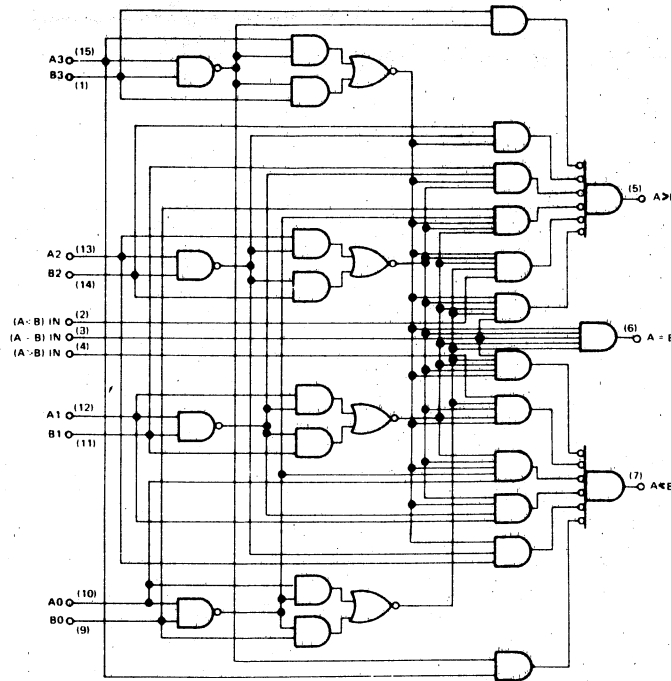 A3 (15)
B3 (1)
(5) A>B
A2 (13)
B2 (14)
(A<B) IN (2)
(A=B) IN (3)
(A>B) IN (4)
(6) A=B
A1 (12)
B1 (11)
(7) A<B
A0 (10)
B0 (9)